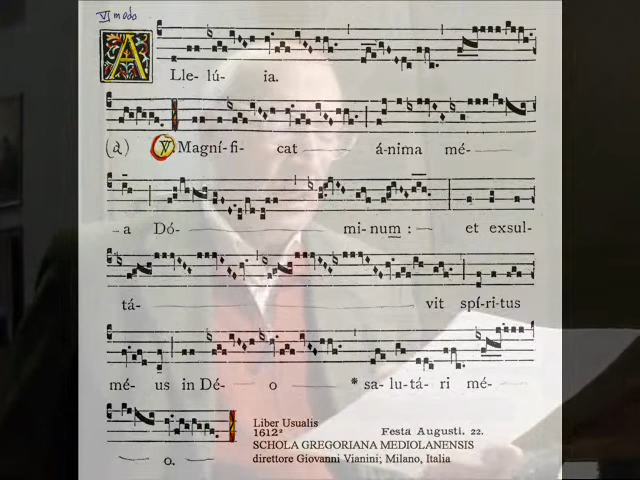 VI modo
ALle- lú- ia.
(a) V Magní-fi- cat á-nima mé-
-a Dó- mi-num : et exsul-
tá- vit spí-ri-tus
mé- us in Dé- o * sa- lu-tá- ri mé-
o.
Liber Usualis
1612² Festa Augusti. 22.
SCHOLA GREGORIANA MEDIOLANENSIS
direttore Giovanni Vianini; Milano, Italia